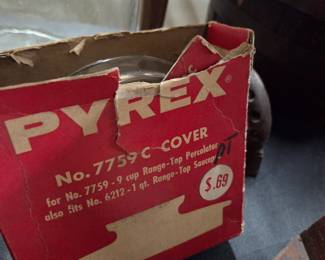 PYREX®
No. 7759 C COVER
for No. 7759 - 9 cup Range-Top Percolator
also fits No. 6212 - 1 qt. Range-Top Saucepan
$.69